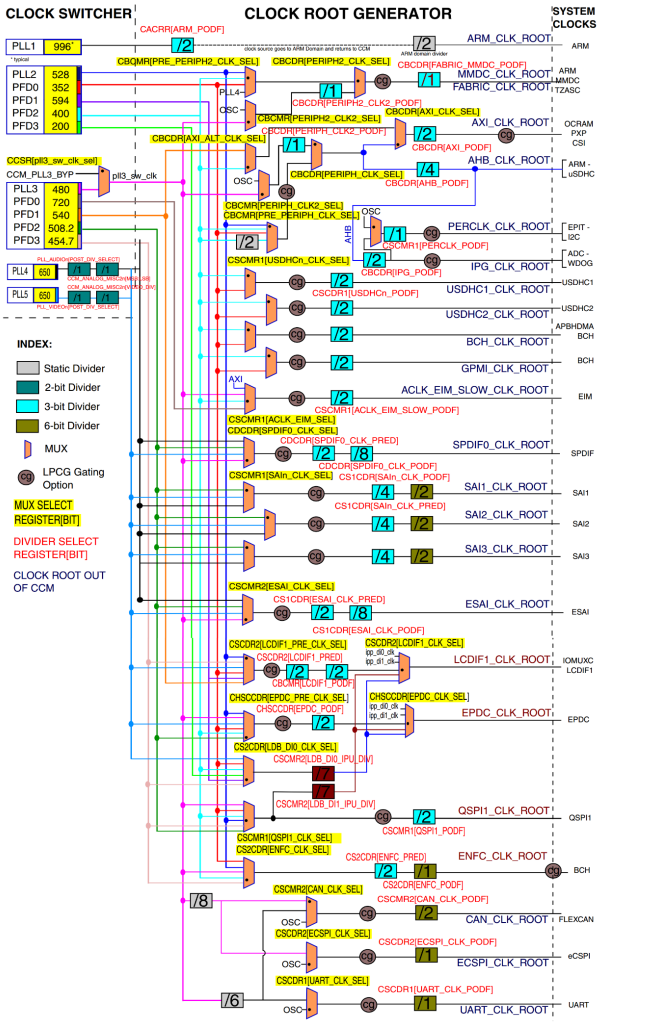 CLOCK SWITCHER
CLOCK ROOT GENERATOR
SYSTEM
CLOCKS
CACRR[ARM_PODF]
PLL1 996*
/2
clock source goes to ARM Domain and returns to CCM
/2
ARM domain divider
ARM_CLK_ROOT
ARM
* typical
CBQMR[PRE_PERIPH2_CLK_SEL]
CBCDR[PERIPH2_CLK_SEL]
CBCDR[FABRIC_MMDC_PODF]
PLL2 528
PFD0 352
PFD1 594
PFD2 400
PFD3 200
PLL4
OSC
/1
cg
/1
MMDC_CLK_ROOT
FABRIC_CLK_ROOT
ARM
MMDC
TZASC
CBCDR[PERIPH2_CLK2_PODF]
CBCMR[PERIPH2_CLK2_SEL]
CBCDR[AXI_CLK_SEL]
CBCDR[PERIPH_CLK2_PODF]
CBCDR[AXI_ALT_CLK_SEL]
/1
/2
cg
AXI_CLK_ROOT
OCRAM
PXP
CSI
CBCDR[AXI_PODF]
CCSR[pll3_sw_clk_sel]
CCM_PLL3_BYP
pll3_sw_clk
OSC
cg
CBCDR[PERIPH_CLK_SEL]
/4
AHB_CLK_ROOT
CBCDR[AHB_PODF]
ARM -
uSDHC
PLL3 480
PFD0 720
PFD1 540
PFD2 508.2
PFD3 454.7
CBCMR[PERIPH_CLK2_SEL]
CBCMR[PRE_PERIPH_CLK_SEL]
/2
OSC
AHB
/1
cg
PERCLK_CLK_ROOT
EPIT -
I2C
CSCMR1[PERCLK_PODF]
/2
cg
ADC -
WDOG
CBCDR[IPG_PODF]
IPG_CLK_ROOT
PLL_AUDIOn[POST_DIV_SELECT]
PLL4 650
/1
/1
PLL5 650
/1
/1
PLL_VIDEOn[POST_DIV_SELECT]
CSCMR1[USDHCn_CLK_SEL]
cg
/2
CSCDR1[USDHCn_PODF]
USDHC1_CLK_ROOT
USDHC1
cg
/2
USDHC2_CLK_ROOT
USDHC2
cg
/2
BCH_CLK_ROOT
APBHDMA
BCH
cg
/2
GPMI_CLK_ROOT
BCH
AXI
cg
/2
ACLK_EIM_SLOW_CLK_ROOT
EIM
CSCMR1[ACLK_EIM_SLOW_PODF]
CSCMR1[ACLK_EIM_SEL]
INDEX:
Static Divider
2-bit Divider
3-bit Divider
6-bit Divider
MUX
cg
LPCG Gating
Option
MUX SELECT
REGISTER[BIT]
DIVIDER SELECT
REGISTER[BIT]
CLOCK ROOT OUT
OF CCM
CDCDR[SPDIF0_CLK_SEL]
CDCDR[SPDIF0_CLK_PRED]
cg
/2
/8
SPDIF0_CLK_ROOT
SPDIF
CDCDR[SPDIF0_CLK_PODF]
CSCMR1[SAIn_CLK_SEL]
CS1CDR[SAIn_CLK_PODF]
cg
/4
/2
SAI1_CLK_ROOT
SAI1
CS1CDR[SAIn_CLK_PRED]
cg
/4
/2
SAI2_CLK_ROOT
SAI2
cg
/4
/2
SAI3_CLK_ROOT
SAI3
CSCMR2[ESAI_CLK_SEL]
CS1CDR[ESAI_CLK_PRED]
cg
/2
/8
ESAI_CLK_ROOT
ESAI
CS1CDR[ESAI_CLK_PODF]
CSCDR2[LCDIF1_PRE_CLK_SEL]
CSCDR2[LCDIF1_CLK_SEL]
CSCDR2[LCDIF1_PRED]
cg
/2
/2
ipp_di0_clk
ipp_di1_clk
LCDIF1_CLK_ROOT
IOMUXC
LCDIF1
CBCMR[LCDIF1_PODF]
CHSCCDR[EPDC_PRE_CLK_SEL]
CHSCCDR[EPDC_CLK_SEL]
CHSCCDR[EPDC_PODF]
cg
/2
ipp_di0_clk
ipp_di1_clk
EPDC_CLK_ROOT
EPDC
CS2CDR[LDB_DI0_CLK_SEL]
CSCMR2[LDB_DI0_IPU_DIV]
/7
/7
CSCMR2[LDB_DI1_IPU_DIV]
cg
/2
QSPI1_CLK_ROOT
QSPI1
CSCMR1[QSPI1_PODF]
CSCMR1[QSPI1_CLK_SEL]
CS2CDR[ENFC_CLK_SEL]
CS2CDR[ENFC_PRED]
/2
/1
ENFC_CLK_ROOT
cg
BCH
CS2CDR[ENFC_PODF]
CSCMR2[CAN_CLK_SEL]
/8
OSC
CSCMR2[CAN_CLK_PODF]
cg
/2
CAN_CLK_ROOT
FLEXCAN
CSCDR2[ECSPI_CLK_SEL]
OSC
CSCDR2[ECSPI_CLK_PODF]
cg
/1
ECSPI_CLK_ROOT
eCSPI
CSCDR1[UART_CLK_SEL]
/6
OSC
CSCDR1[UART_CLK_PODF]
cg
/1
UART_CLK_ROOT
UART